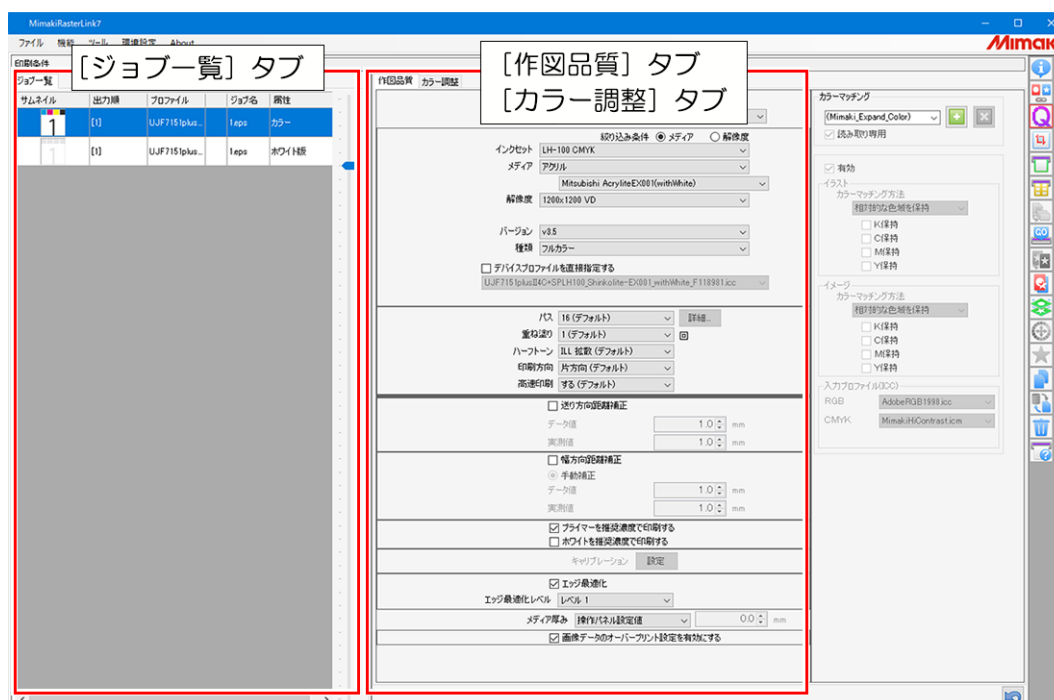 MimakiRasterLink7
ファイル 機能 ツール 環境設定 About
Mimaki
印刷条件
[ジョブ一覧] タブ
[作図品質] タブ
[カラー調整] タブ
ジョブ一覧
サムネイル 出力順 プロファイル ジョブ名 属性
1 [1] UJF7151plus... 1.eps カラー
1 [1] UJF7151plus... 1.eps ホワイト版
作図品質 カラー調整
絞り込み条件 メディア 解像度
インクセット LH-100 CMYK
メディア アクリル
Mitsubishi AcryliteEX001(withWhite)
解像度 1200x1200 VD
バージョン v3.5
種類 フルカラー
デバイスプロファイルを直接指定する
UJF7151plusII4C*SPLH100_Shinkolite-EX001_withWhite_F118981.icc
パス 16 (デフォルト) 詳細...
重ね塗り 1 (デフォルト)
ハーフトーン ILL 拡散 (デフォルト)
印刷方向 片方向 (デフォルト)
高速印刷 する (デフォルト)
送り方向距離補正
データ値 1.0 mm
実測値 1.0 mm
幅方向距離補正
手動補正
データ値 1.0 mm
実測値 1.0 mm
プライマーを推奨濃度で印刷する
ホワイトを推奨濃度で印刷する
キャリブレーション 設定
エッジ最適化
エッジ最適化レベル レベル 1
メディア厚み 操作パネル設定値 0.0 mm
画像データのオーバープリント設定を有効にする
カラーマッチング
(Mimaki_Expand_Color)
読み取り専用
有効
イラスト
カラーマッチング方法
相対的な色域を保持
K保持
C保持
M保持
Y保持
イメージ
カラーマッチング方法
相対的な色域を保持
K保持
C保持
M保持
Y保持
入力プロファイル(ICC)
RGB AdobeRGB1998.icc
CMYK MimakiHiContrast.icm